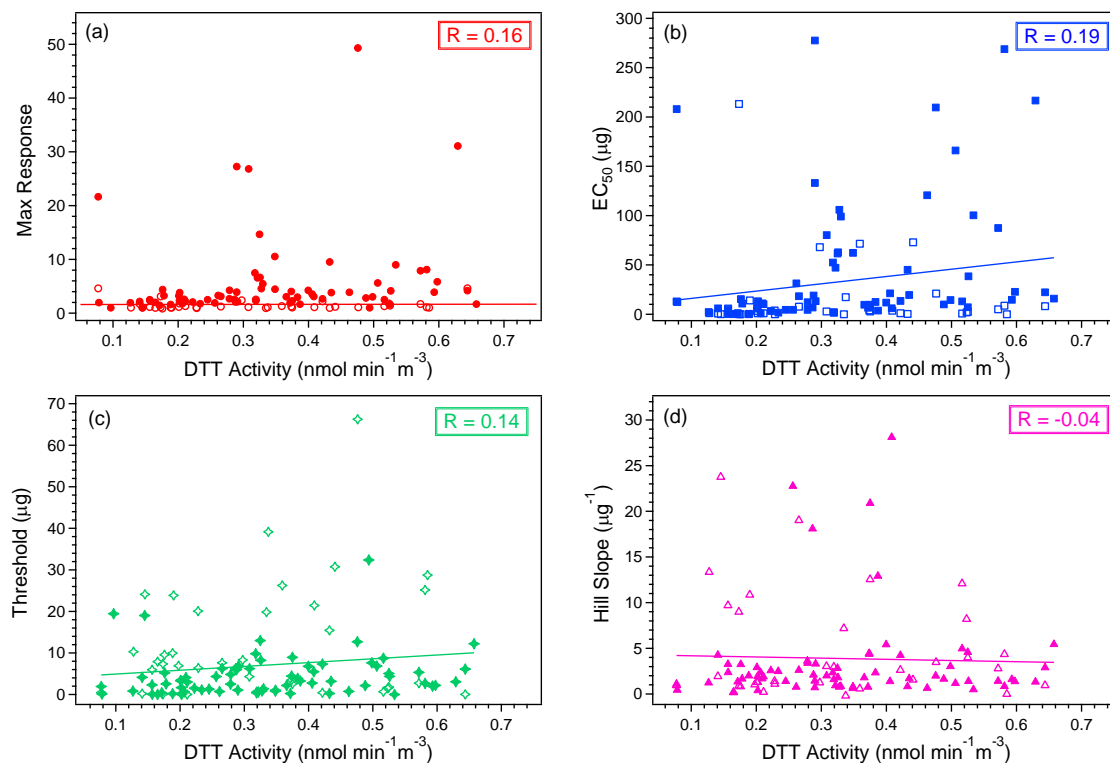 (a)
R = 0.16
Max Response
50
40
30
20
10
0
0.1 0.2 0.3 0.4 0.5 0.6 0.7
DTT Activity (nmol min⁻¹m⁻³)
(b)
R = 0.19
EC₅₀ (µg)
300
250
200
150
100
50
0
0.1 0.2 0.3 0.4 0.5 0.6 0.7
DTT Activity (nmol min⁻¹m⁻³)
(c)
R = 0.14
Threshold (µg)
70
60
50
40
30
20
10
0
0.1 0.2 0.3 0.4 0.5 0.6 0.7
DTT Activity (nmol min⁻¹m⁻³)
(d)
R = -0.04
Hill Slope (µg⁻¹)
30
25
20
15
10
5
0
0.1 0.2 0.3 0.4 0.5 0.6 0.7
DTT Activity (nmol min⁻¹m⁻³)